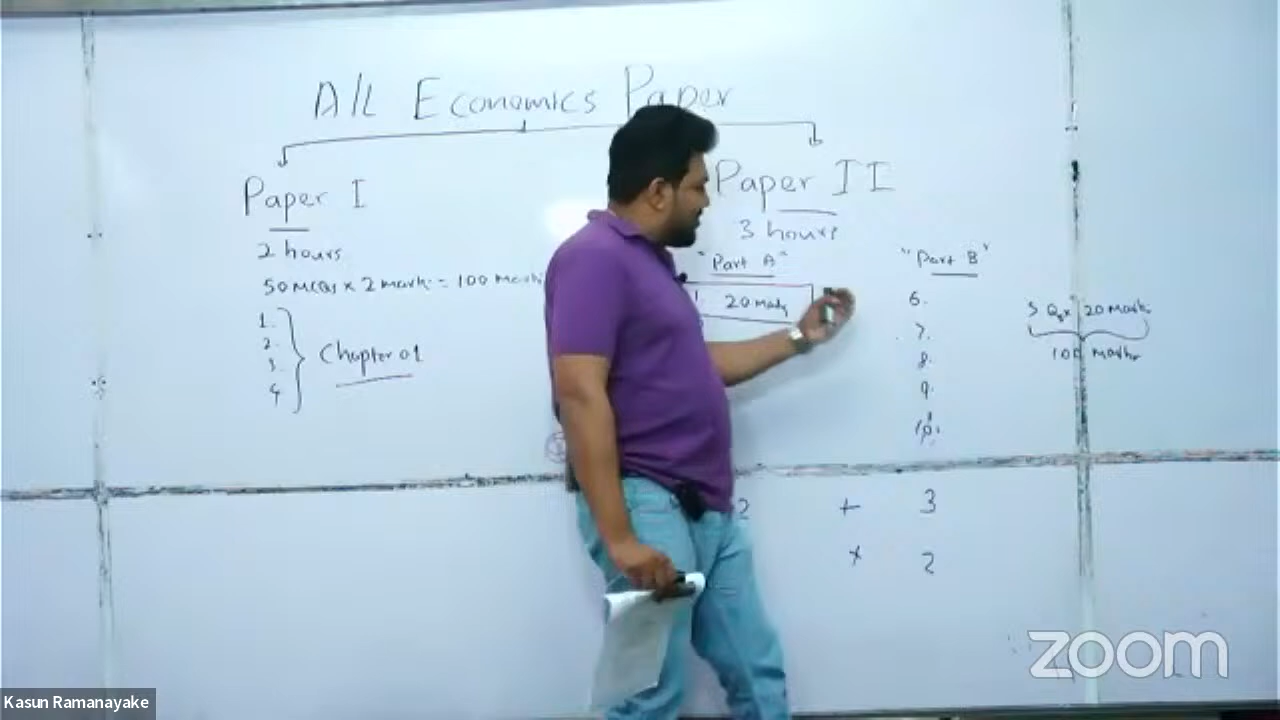 A/L Economics Paper
Paper I
2 hours
50 MCQs x 2 marks = 100 Marks
1.
2.
3.
4
Chapter 01
Paper II
3 hours
"Part A"
1. 20 Marks
"Part B"
6.
7.
8.
9.
10.
5 Qs x 20 Marks
100 Marks
2 + 3
* 2
zoom
Kasun Ramanayake